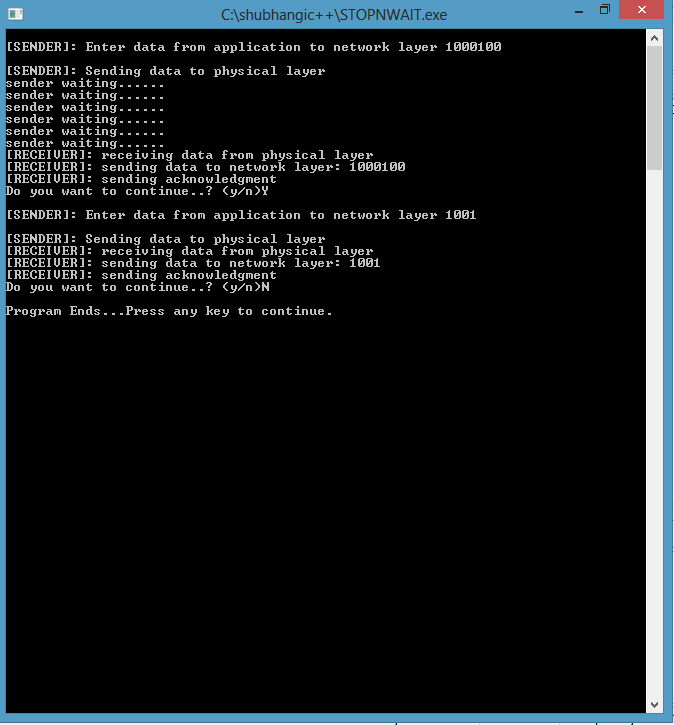 C:\shubhangic++\STOPNWAIT.exe
[SENDER]: Enter data from application to network layer 1000100
[SENDER]: Sending data to physical layer
sender waiting......
sender waiting......
sender waiting......
sender waiting......
sender waiting......
sender waiting......
[RECEIVER]: receiving data from physical layer
[RECEIVER]: sending data to network layer: 1000100
[RECEIVER]: sending acknowledgment
Do you want to continue..? (y/n)Y
[SENDER]: Enter data from application to network layer 1001
[SENDER]: Sending data to physical layer
[RECEIVER]: receiving data from physical layer
[RECEIVER]: sending data to network layer: 1001
[RECEIVER]: sending acknowledgment
Do you want to continue..? (y/n)N
Program Ends...Press any key to continue.